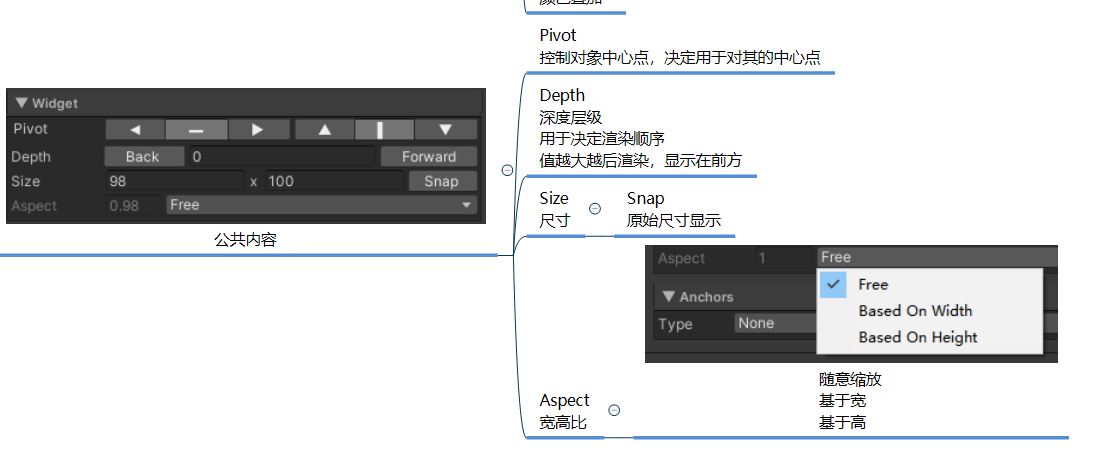 颜色叠加
Pivot
控制对象中心点，决定用于对其的中心点
Widget
Pivot
Depth Back 0 Forward
Size 98 x 100 Snap
Aspect 0.98 Free
公共内容
Depth
深度层级
用于决定渲染顺序
值越大越后渲染，显示在前方
Size
尺寸
Snap
原始尺寸显示
Aspect 1 Free
Free
Based On Width
Based On Height
Anchors
Type None
随意缩放
基于宽
基于高
Aspect
宽高比